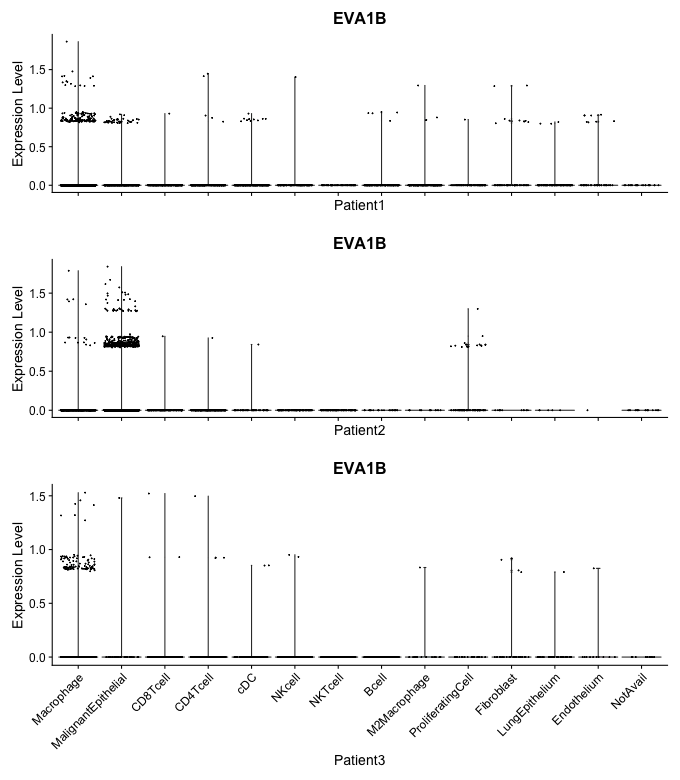 EVA1B
Expression Level
1.5
1.0
0.5
0.0
Patient1
EVA1B
Expression Level
1.5
1.0
0.5
0.0
Patient2
EVA1B
Expression Level
1.5
1.0
0.5
0.0
Macrophage
MalignantEpithelial
CD8Tcell
CD4Tcell
cDC
NKcell
NKTcell
Bcell
M2Macrophage
ProliferatingCell
Fibroblast
LungEpithelium
Endothelium
NotAvail
Patient3